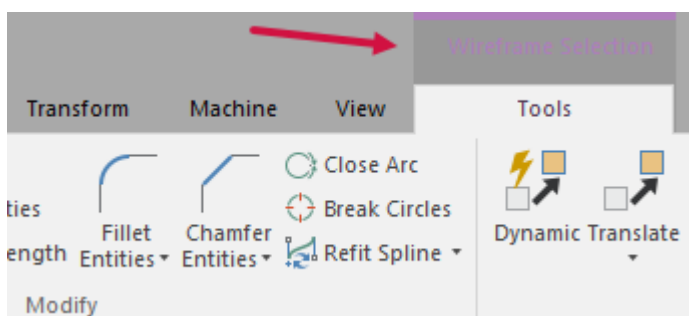 Wireframe Selection
Transform Machine View Tools
Close Arc
ties Break Circles
Fillet Chamfer Dynamic Translate
ength Entities Entities Refit Spline
Modify